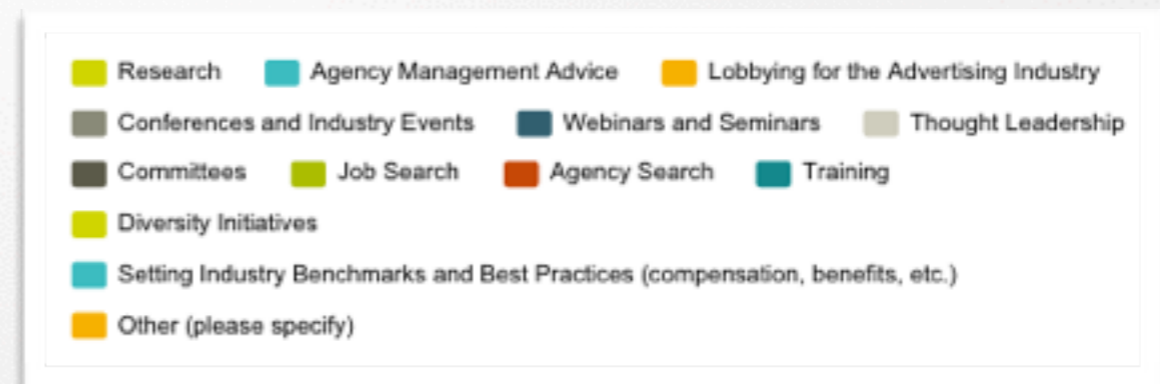 Research Agency Management Advice Lobbying for the Advertising Industry
Conferences and Industry Events Webinars and Seminars Thought Leadership
Committees Job Search Agency Search Training
Diversity Initiatives
Setting Industry Benchmarks and Best Practices (compensation, benefits, etc.)
Other (please specify)